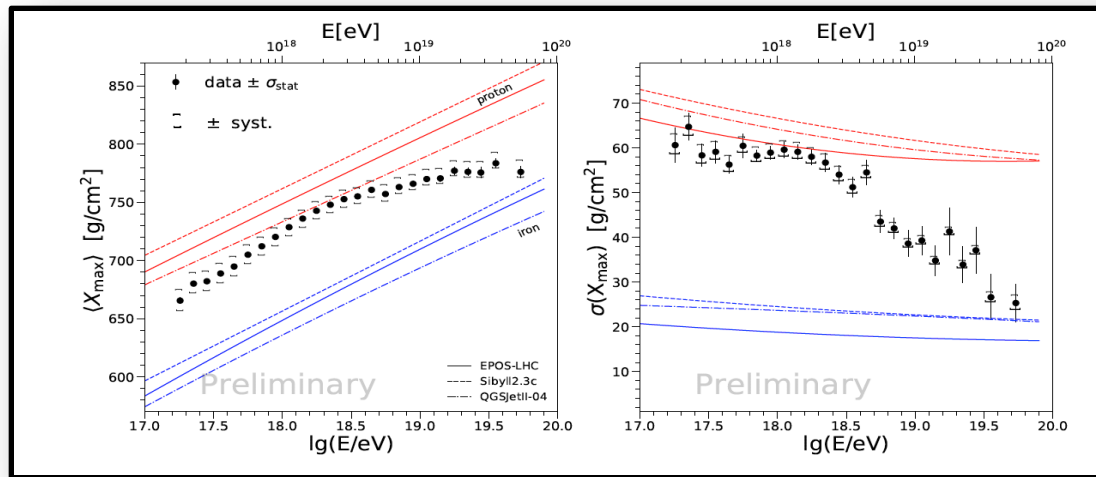 E[eV]
10^18 10^19 10^20
850
800
750
700
650
600
⟨X_max⟩ [g/cm^2]
data ± σ_stat
± syst.
proton
iron
Preliminary
EPOS-LHC
Sibyll2.3c
QGSJetII-04
17.0 17.5 18.0 18.5 19.0 19.5 20.0
lg(E/eV)
E[eV]
10^18 10^19 10^20
70
60
50
40
30
20
10
σ(X_max) [g/cm^2]
Preliminary
17.0 17.5 18.0 18.5 19.0 19.5 20.0
lg(E/eV)